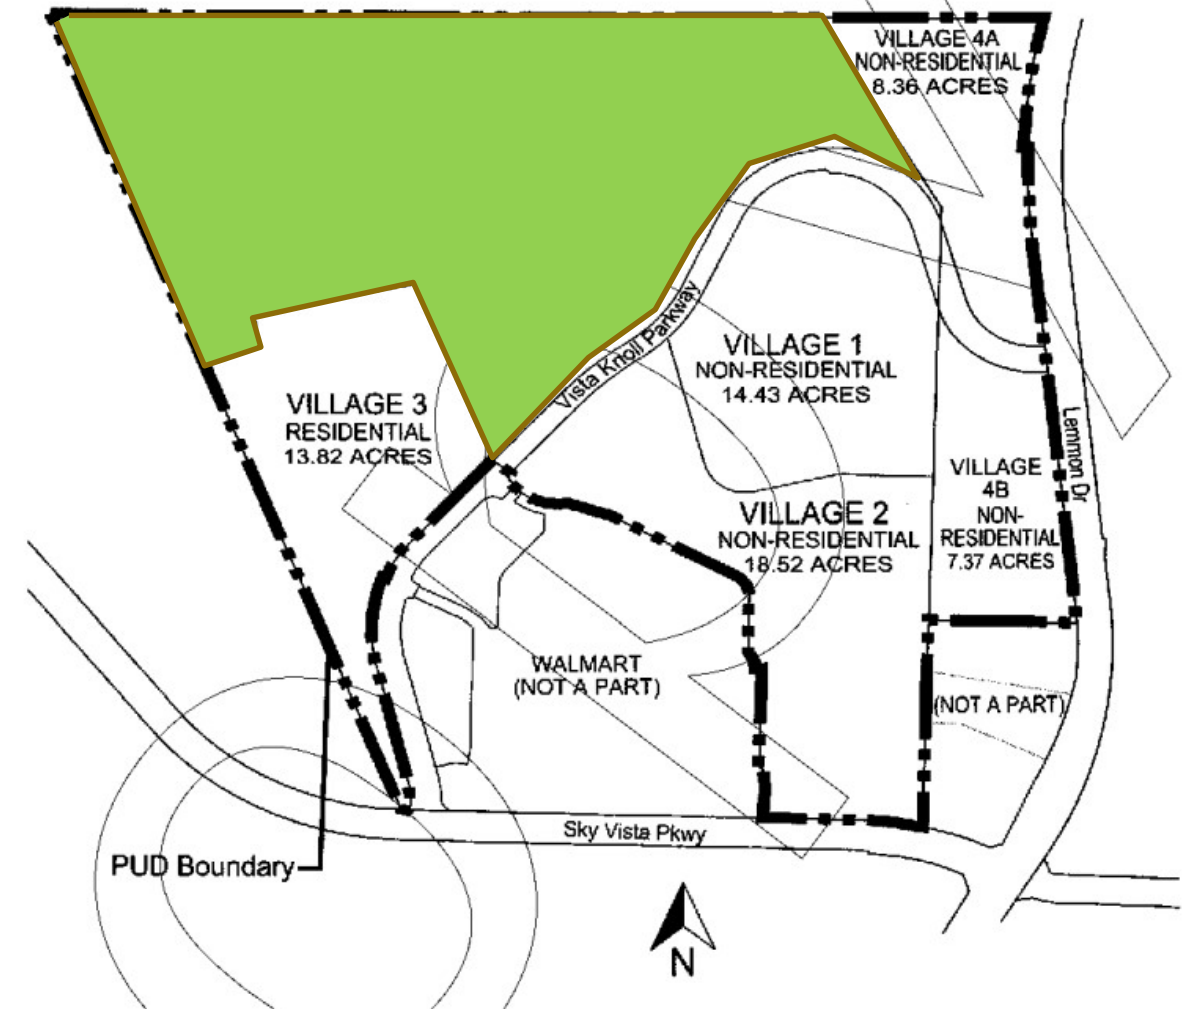 VILLAGE 4A
NON-RESIDENTIAL
8.36 ACRES
Vista Knoll Parkway
VILLAGE 1
NON-RESIDENTIAL
14.43 ACRES
VILLAGE 3
RESIDENTIAL
13.82 ACRES
Lemmon Dr
VILLAGE
4B
NON-
RESIDENTIAL
7.37 ACRES
VILLAGE 2
NON-RESIDENTIAL
18.52 ACRES
WALMART
(NOT A PART)
(NOT A PART)
Sky Vista Pkwy
PUD Boundary
N